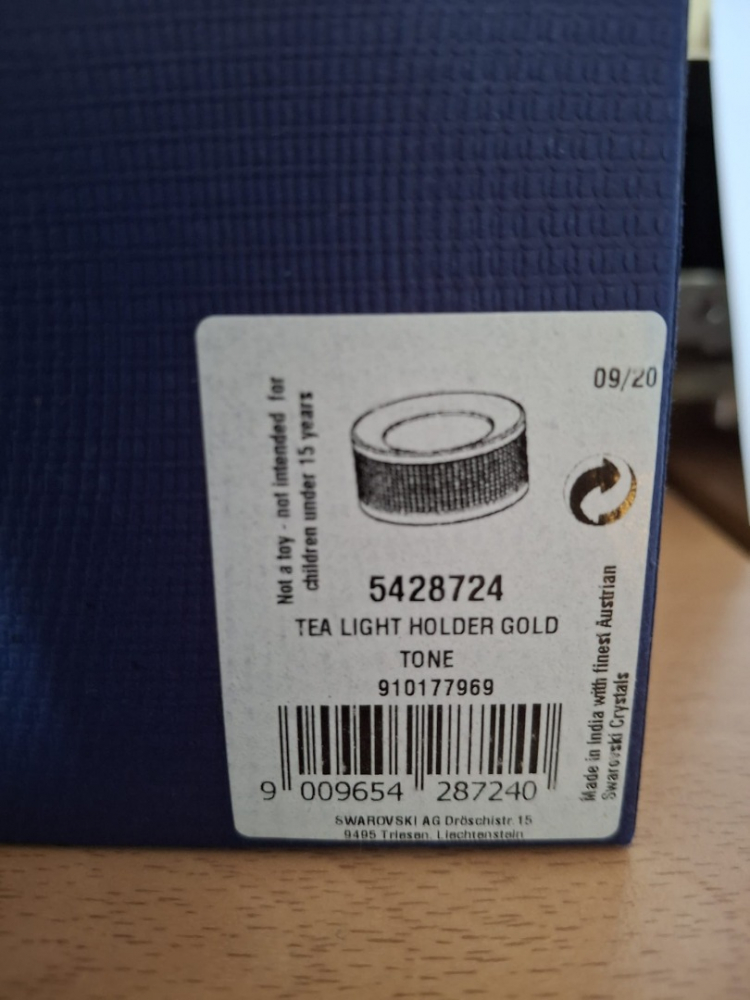 09/20
Not a toy - not intended for
children under 15 years
5428724
TEA LIGHT HOLDER GOLD
TONE
910177969
9 009654 287240
Made in India with finest Austrian
Swarovski Crystals
SWAROVSKI AG Dröschistr. 15
9495 Triesen, Liechtenstein